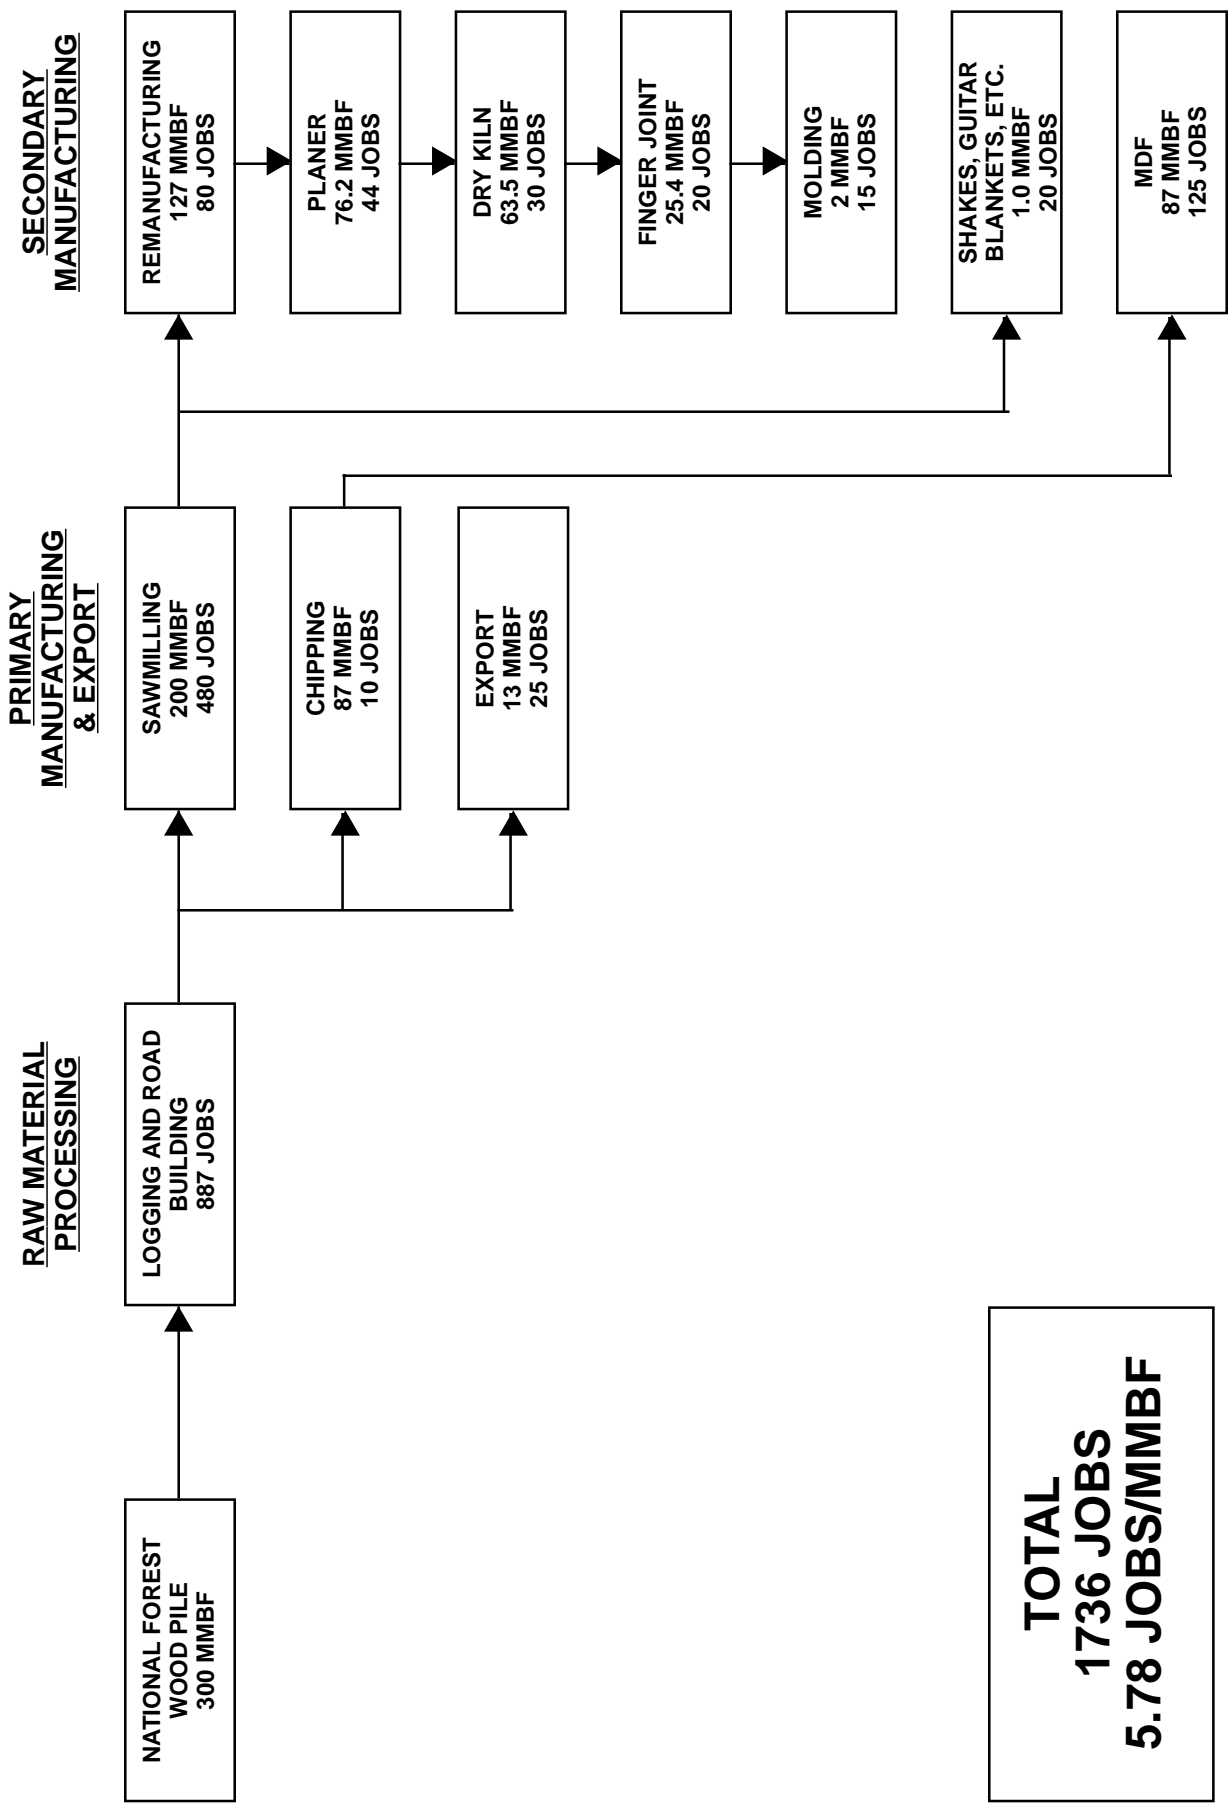 RAW MATERIAL
PROCESSING
PRIMARY
MANUFACTURING
& EXPORT
SECONDARY
MANUFACTURING
NATIONAL FOREST
WOOD PILE
300 MMBF
LOGGING AND ROAD
BUILDING
887 JOBS
SAWMILLING
200 MMBF
480 JOBS
CHIPPING
87 MMBF
10 JOBS
EXPORT
13 MMBF
25 JOBS
REMANUFACTURING
127 MMBF
80 JOBS
PLANER
76.2 MMBF
44 JOBS
DRY KILN
63.5 MMBF
30 JOBS
FINGER JOINT
25.4 MMBF
20 JOBS
MOLDING
2 MMBF
15 JOBS
SHAKES, GUITAR
BLANKETS, ETC.
1.0 MMBF
20 JOBS
MDF
87 MMBF
125 JOBS
TOTAL
1736 JOBS
5.78 JOBS/MMBF